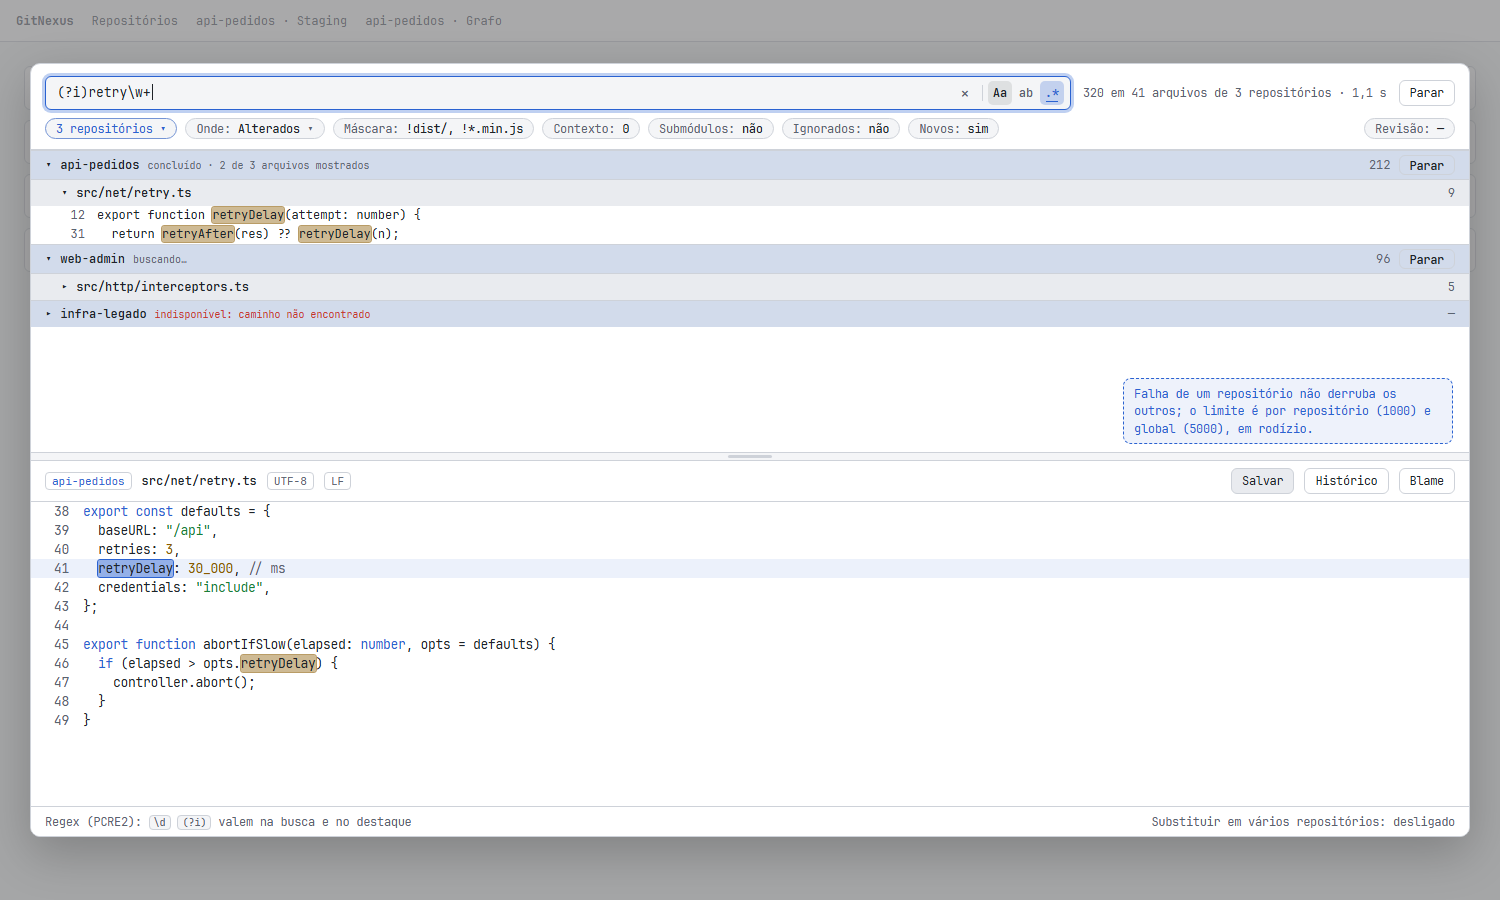 GitNexus Repositórios api-pedidos · Staging api-pedidos · Grafo
(?i)retry\w+ × Aa ab .* 320 em 41 arquivos de 3 repositórios · 1,1 s Parar
3 repositórios ▾ Onde: Alterados ▾ Máscara: !dist/, !*.min.js Contexto: 0 Submódulos: não Ignorados: não Novos: sim Revisão: —
▾ api-pedidos concluído · 2 de 3 arquivos mostrados 212 Parar
▾ src/net/retry.ts 9
12 export function retryDelay(attempt: number) {
31 return retryAfter(res) ?? retryDelay(n);
▾ web-admin buscando… 96 Parar
▸ src/http/interceptors.ts 5
▸ infra-legado indisponível: caminho não encontrado —
Falha de um repositório não derruba os
outros; o limite é por repositório (1000) e
global (5000), em rodízio.
api-pedidos src/net/retry.ts UTF-8 LF Salvar Histórico Blame
38 export const defaults = {
39 baseURL: "/api",
40 retries: 3,
41 retryDelay: 30_000, // ms
42 credentials: "include",
43 };
44
45 export function abortIfSlow(elapsed: number, opts = defaults) {
46 if (elapsed > opts.retryDelay) {
47 controller.abort();
48 }
49 }
Regex (PCRE2): \d (?i) valem na busca e no destaque Substituir em vários repositórios: desligado